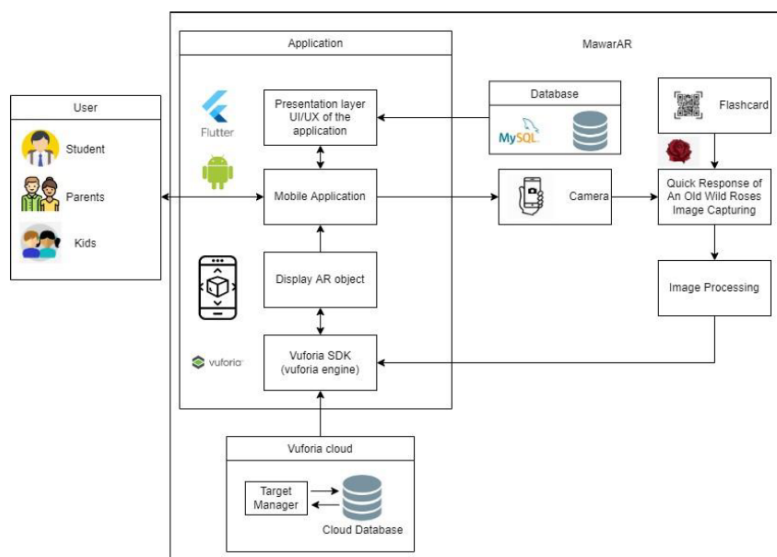 Application
MawarAR
User
Student
Parents
Kids
Flutter
Presentation layer
UI/UX of the
application
Mobile Application
Display AR object
vuforia
Vuforia SDK
(vuforia engine)
Database
MySQL
Flashcard
Camera
Quick Response of
An Old Wild Roses
Image Capturing
Image Processing
Vuforia cloud
Target
Manager
Cloud Database